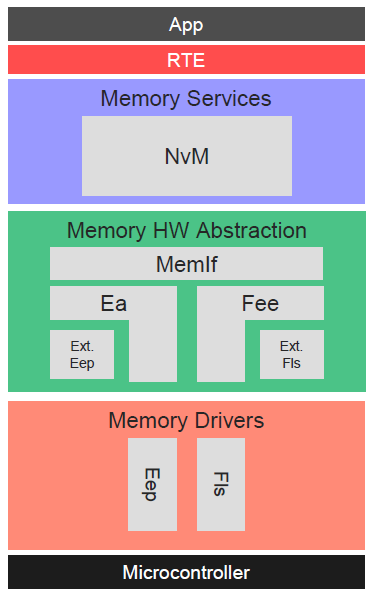 App
RTE
Memory Services
NvM
Memory HW Abstraction
MemIf
Ea
Fee
Ext.
Eep
Ext.
Fls
Memory Drivers
Eep
Fls
Microcontroller